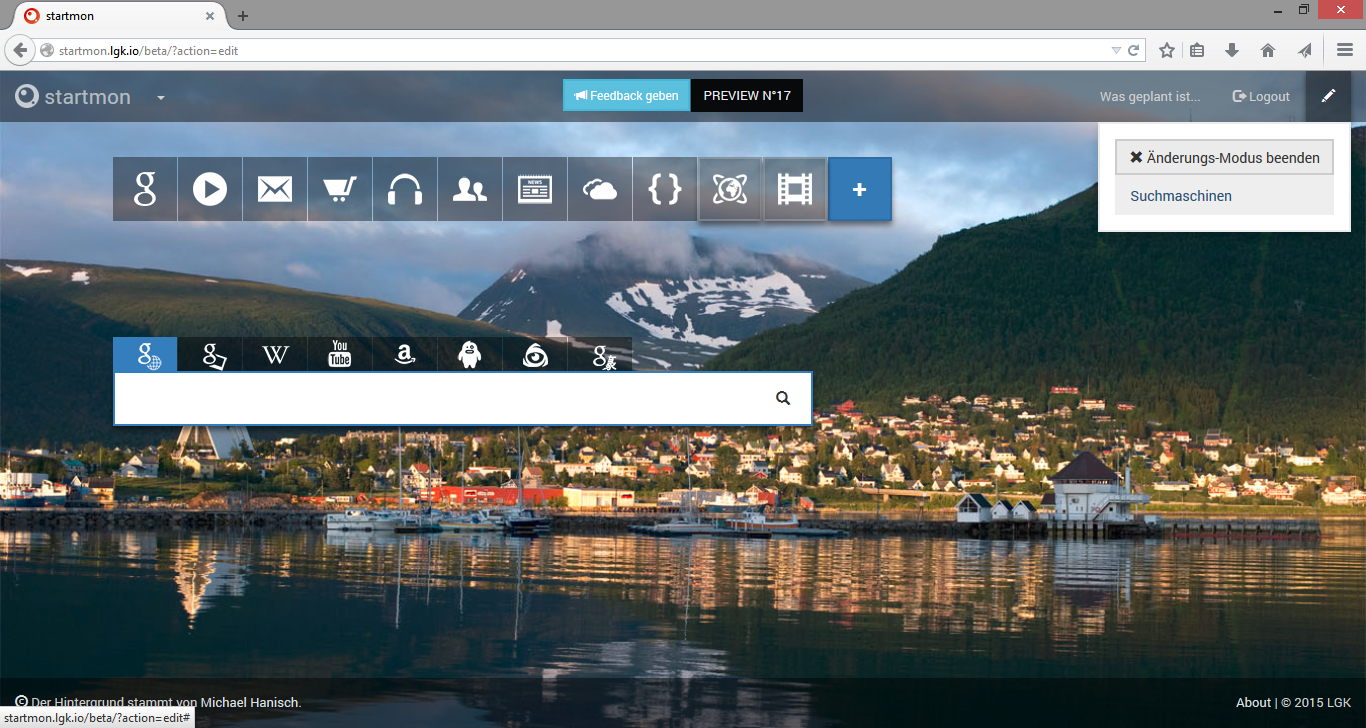 startmon
startmon.lgk.io/beta/?action=edit
startmon
Feedback geben
PREVIEW N°17
Was geplant ist...
Logout
Änderungs-Modus beenden
Suchmaschinen
g
NEWS
{ }
+
g
g
W
You
Tube
a
g
© Der Hintergrund stammt von Michael Hanisch.
About | © 2015 LGK
startmon.lgk.io/beta/?action=edit#